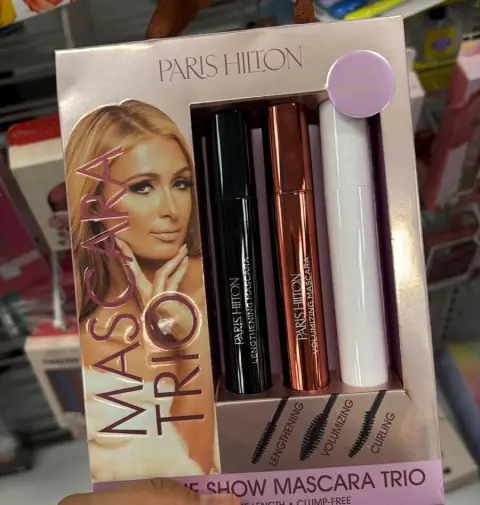 PARIS HILTON
MASCARA
TRIO
PARIS HILTON
LENGTHENING MASCARA
PARIS HILTON
VOLUMIZING MASCARA
LENGTHENING
VOLUMIZING
CURLING
SHOW MASCARA TRIO
LENGTH • CLUMP-FREE